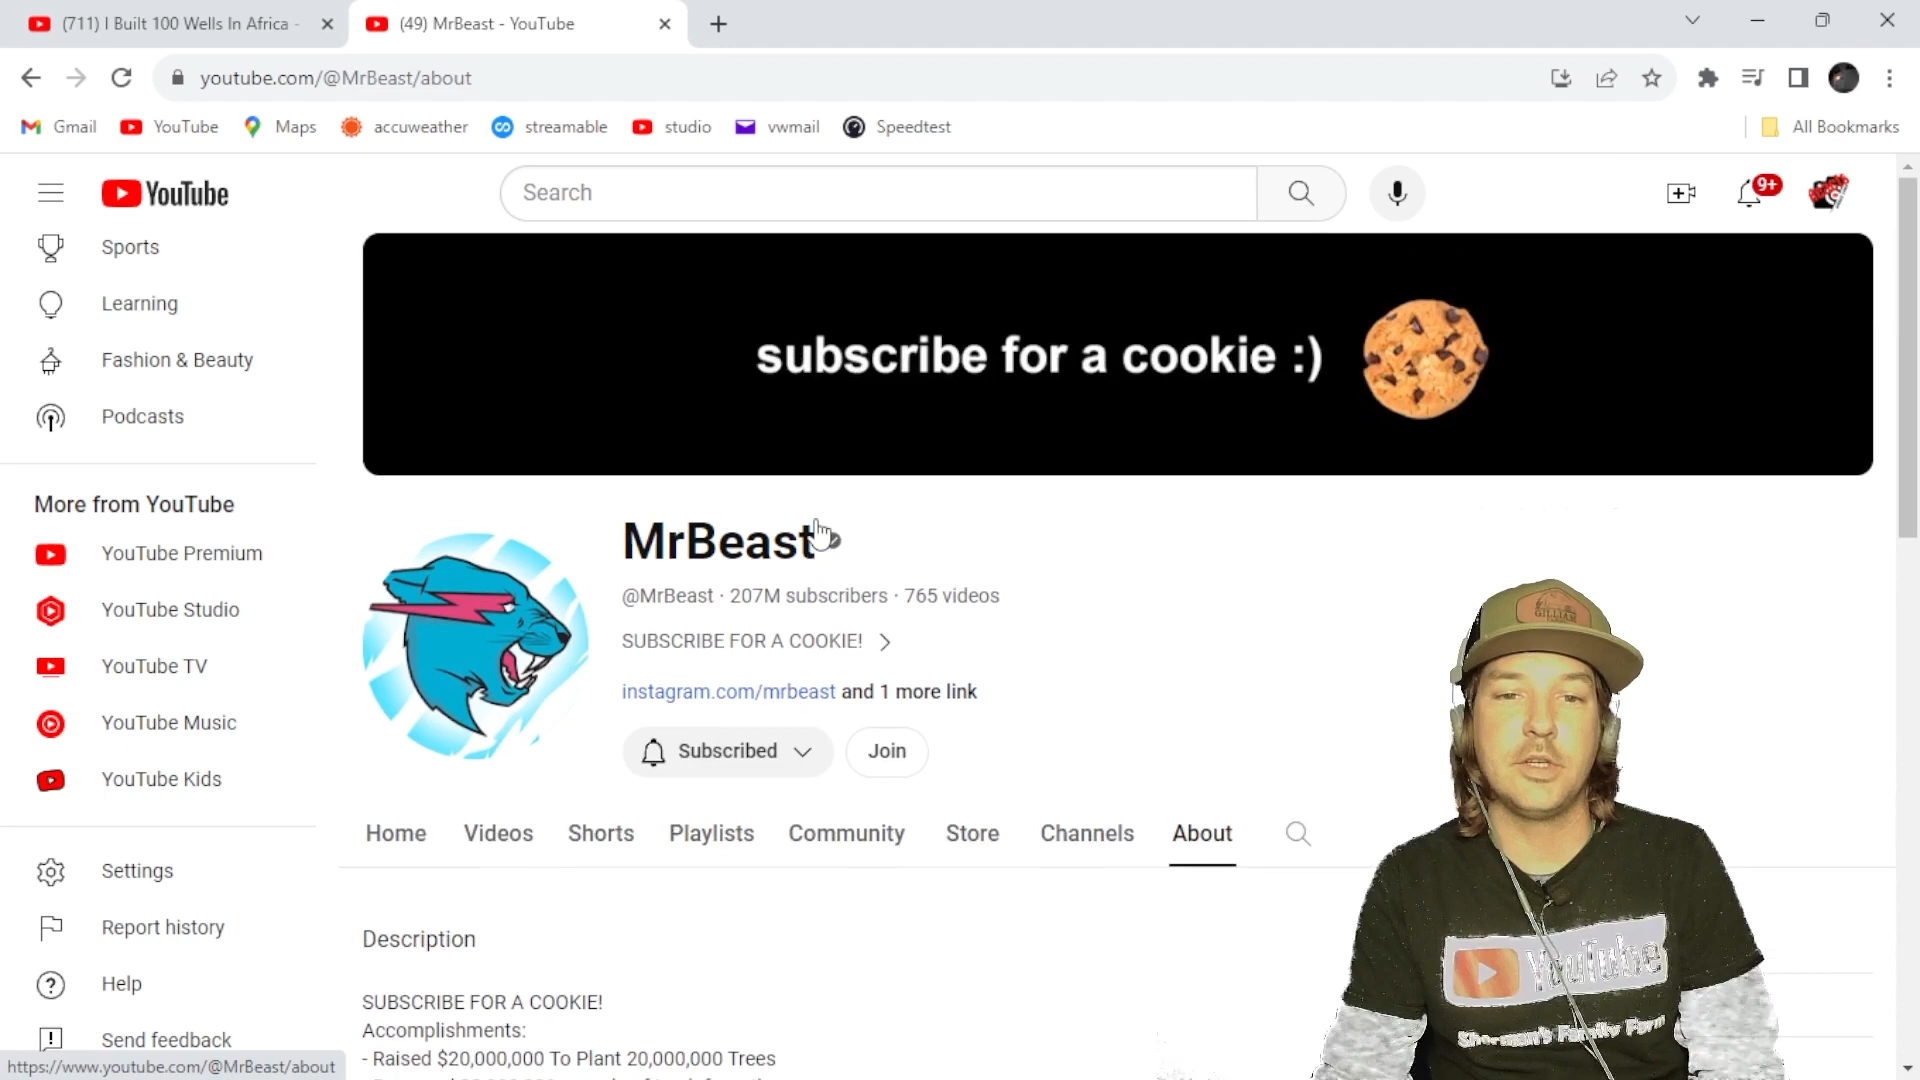 (711) I Built 100 Wells In Africa -
(49) MrBeast - YouTube
youtube.com/@MrBeast/about
Gmail
YouTube
Maps
accuweather
streamable
studio
vwmail
Speedtest
All Bookmarks
YouTube
Search
9+
Sports
Learning
Fashion & Beauty
Podcasts
More from YouTube
YouTube Premium
YouTube Studio
YouTube TV
YouTube Music
YouTube Kids
Settings
Report history
Help
Send feedback
https://www.youtube.com/@MrBeast/about
subscribe for a cookie :)
MrBeast
@MrBeast · 207M subscribers · 765 videos
SUBSCRIBE FOR A COOKIE!
instagram.com/mrbeast and 1 more link
Subscribed
Join
Home Videos Shorts Playlists Community Store Channels About
Description
SUBSCRIBE FOR A COOKIE!
Accomplishments:
- Raised $20,000,000 To Plant 20,000,000 Trees
GILLIAM
YouTube
Sherman's Family Farm